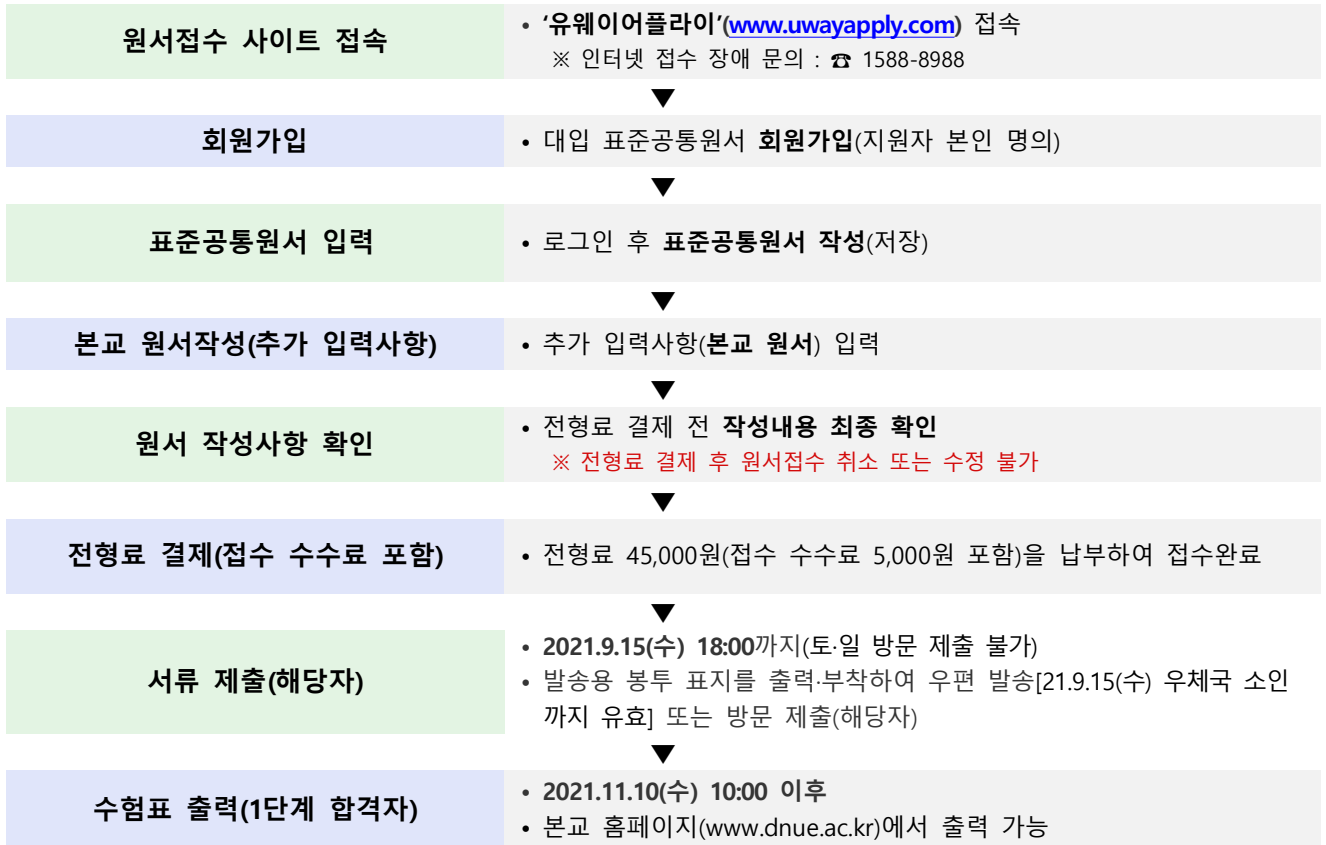 원서접수 사이트 접속
• ‘유웨이어플라이’(www.uwayapply.com) 접속
※ 인터넷 접수 장애 문의 : ☎ 1588-8988
▼
회원가입
• 대입 표준공통원서 회원가입(지원자 본인 명의)
▼
표준공통원서 입력
• 로그인 후 표준공통원서 작성(저장)
▼
본교 원서작성(추가 입력사항)
• 추가 입력사항(본교 원서) 입력
▼
원서 작성사항 확인
• 전형료 결제 전 작성내용 최종 확인
※ 전형료 결제 후 원서접수 취소 또는 수정 불가
▼
전형료 결제(접수 수수료 포함)
• 전형료 45,000원(접수 수수료 5,000원 포함)을 납부하여 접수완료
▼
서류 제출(해당자)
• 2021.9.15(수) 18:00까지(토·일 방문 제출 불가)
• 발송용 봉투 표지를 출력·부착하여 우편 발송[21.9.15(수) 우체국 소인
까지 유효] 또는 방문 제출(해당자)
▼
수험표 출력(1단계 합격자)
• 2021.11.10(수) 10:00 이후
• 본교 홈페이지(www.dnue.ac.kr)에서 출력 가능